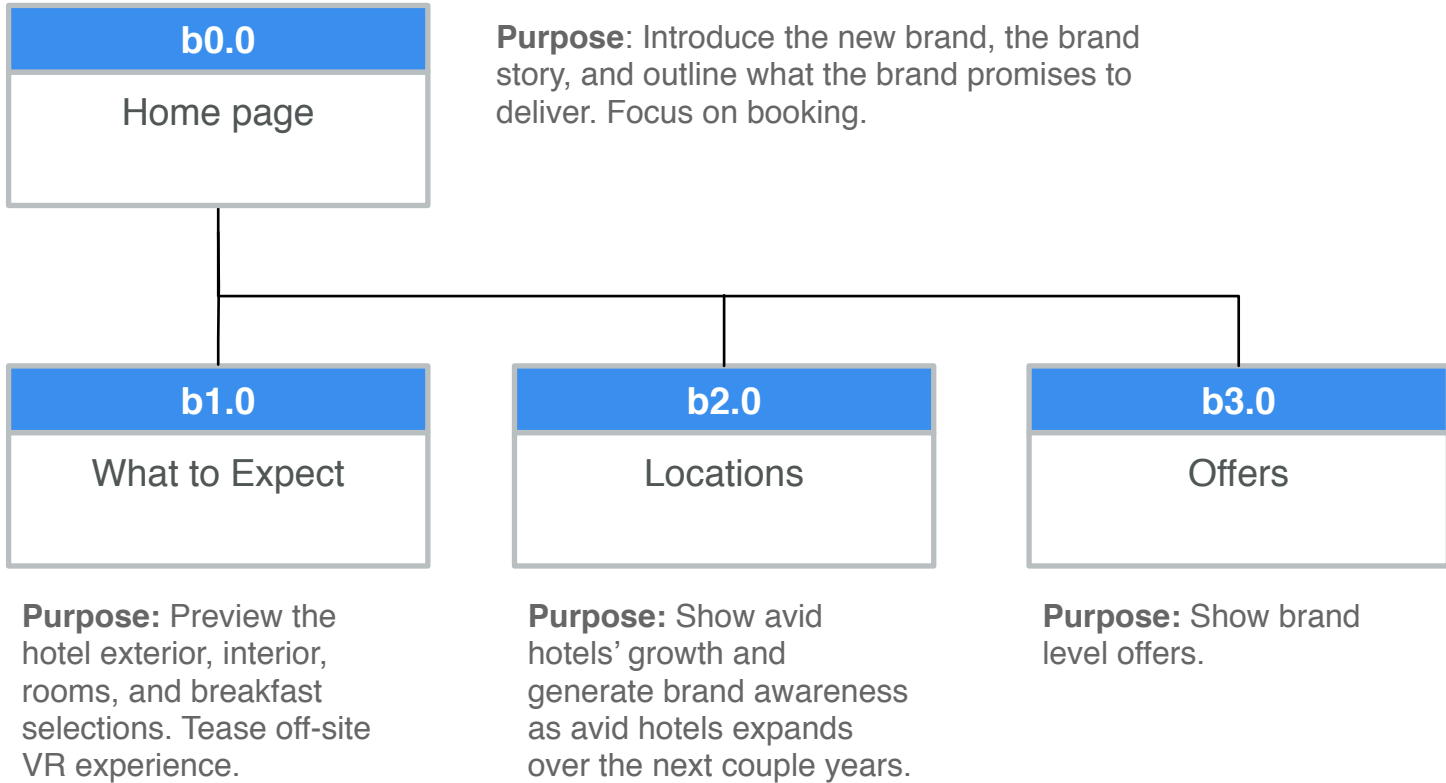 b0.0
Home page
Purpose: Introduce the new brand, the brand
story, and outline what the brand promises to
deliver. Focus on booking.
b1.0
What to Expect
Purpose: Preview the
hotel exterior, interior,
rooms, and breakfast
selections. Tease off-site
VR experience.
b2.0
Locations
Purpose: Show avid
hotels’ growth and
generate brand awareness
as avid hotels expands
over the next couple years.
b3.0
Offers
Purpose: Show brand
level offers.